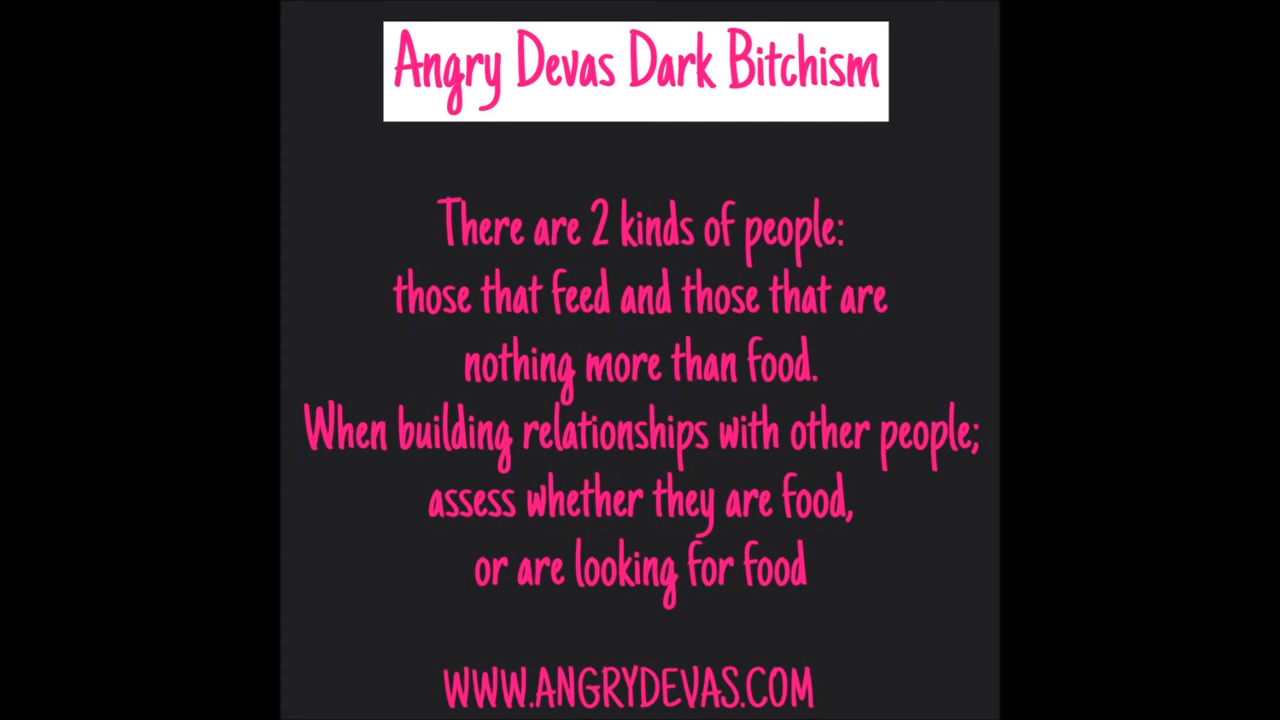 Angry Devas Dark Bitchism
There are 2 kinds of people:
those that feed and those that are
nothing more than food.
When building relationships with other people;
assess whether they are food,
or are looking for food
WWW.ANGRYDEVAS.COM